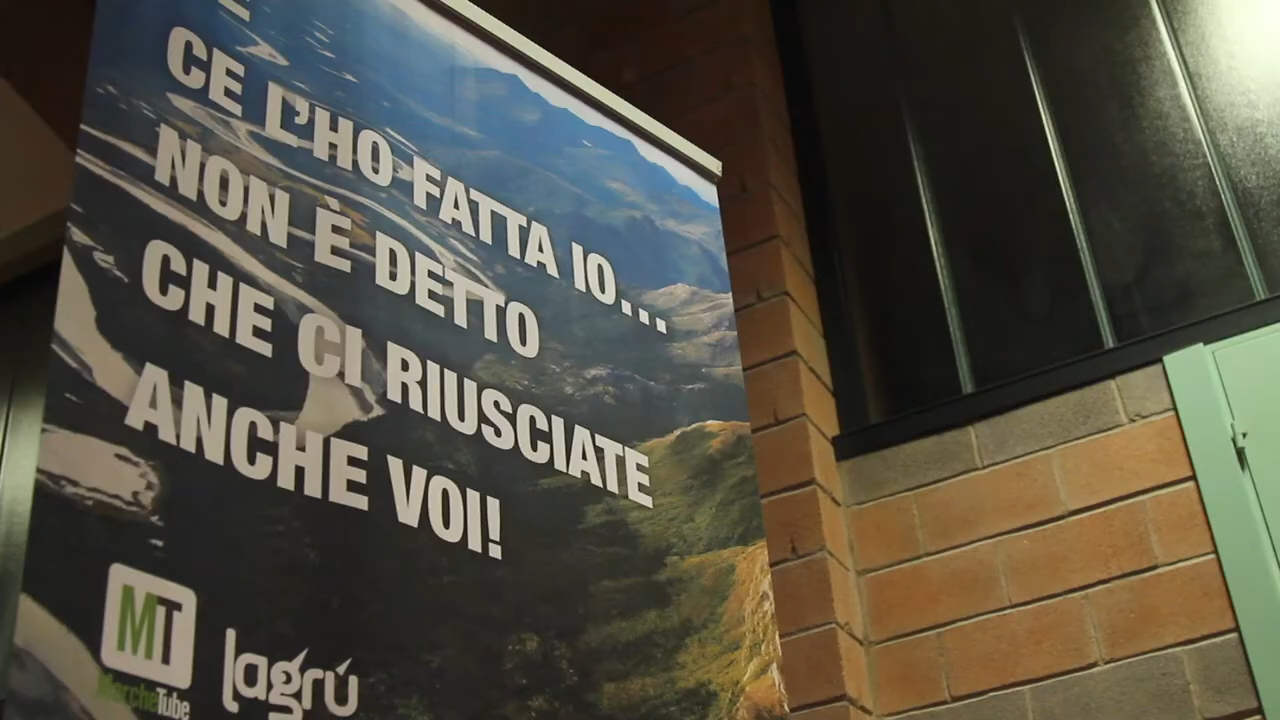 CE L'HO FATTA IO...
NON È DETTO
CHE CI RIUSCIATE
ANCHE VOI!
MT
MarcheTube
lagrú